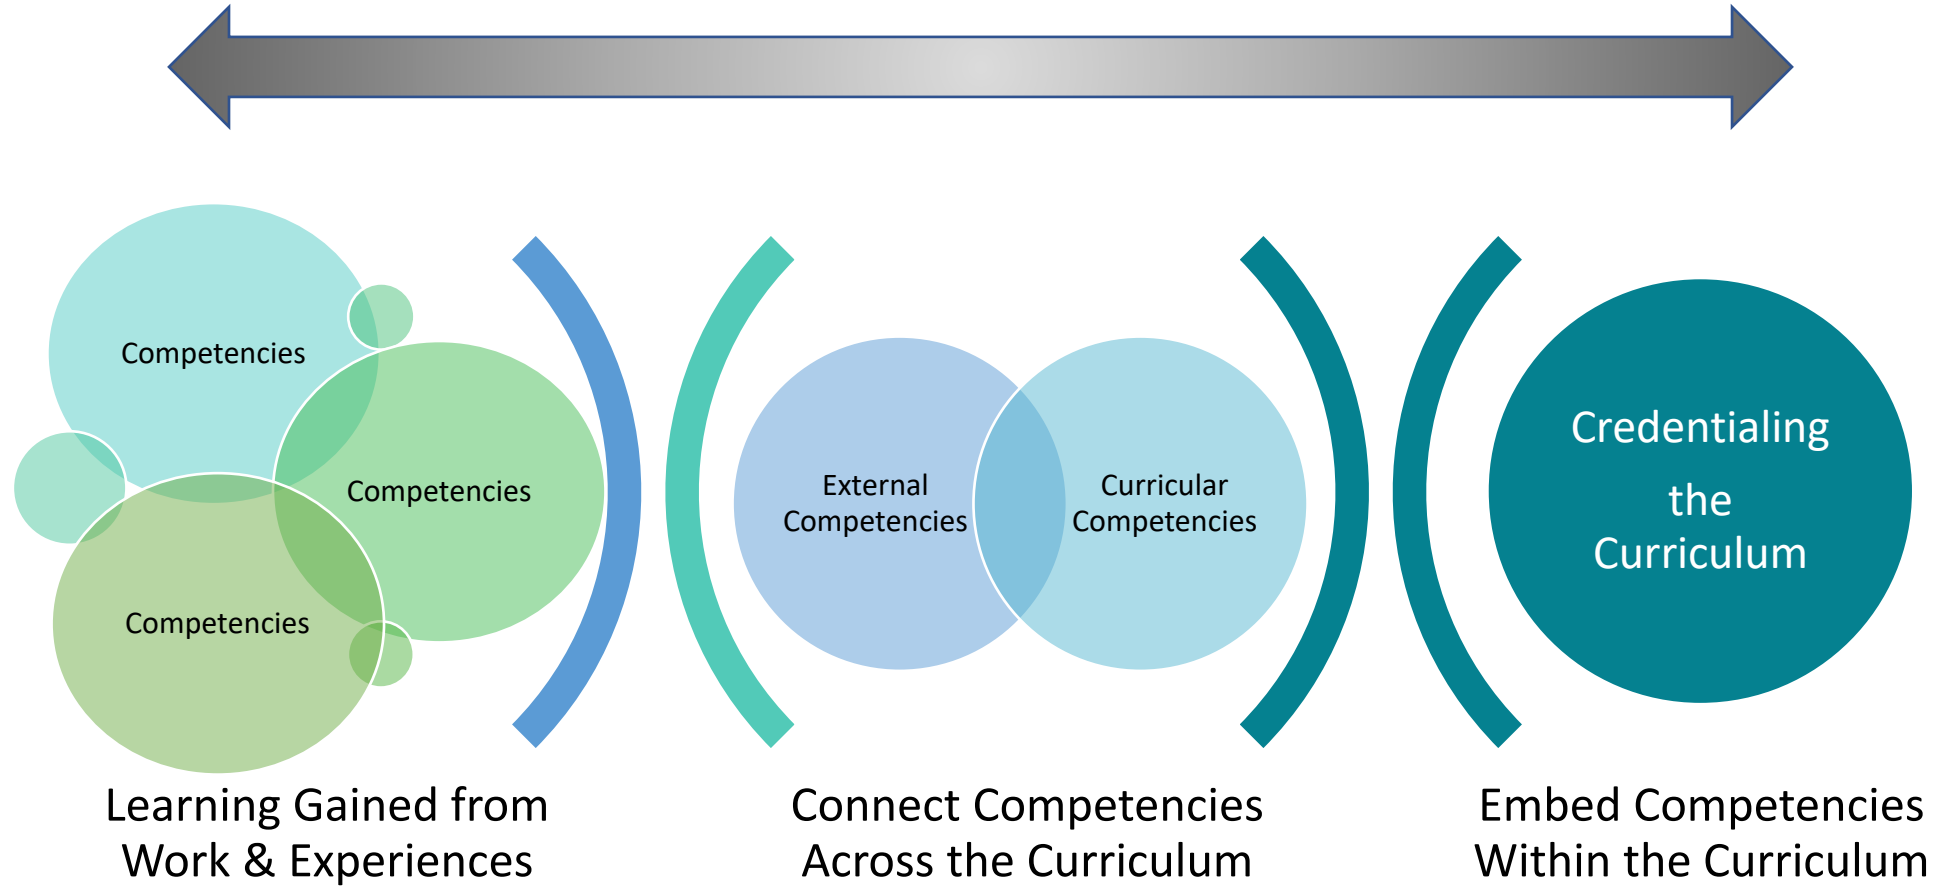 Competencies
Competencies
Competencies
Learning Gained from
Work & Experiences
External
Competencies
Curricular
Competencies
Connect Competencies
Across the Curriculum
Credentialing
the
Curriculum
Embed Competencies
Within the Curriculum